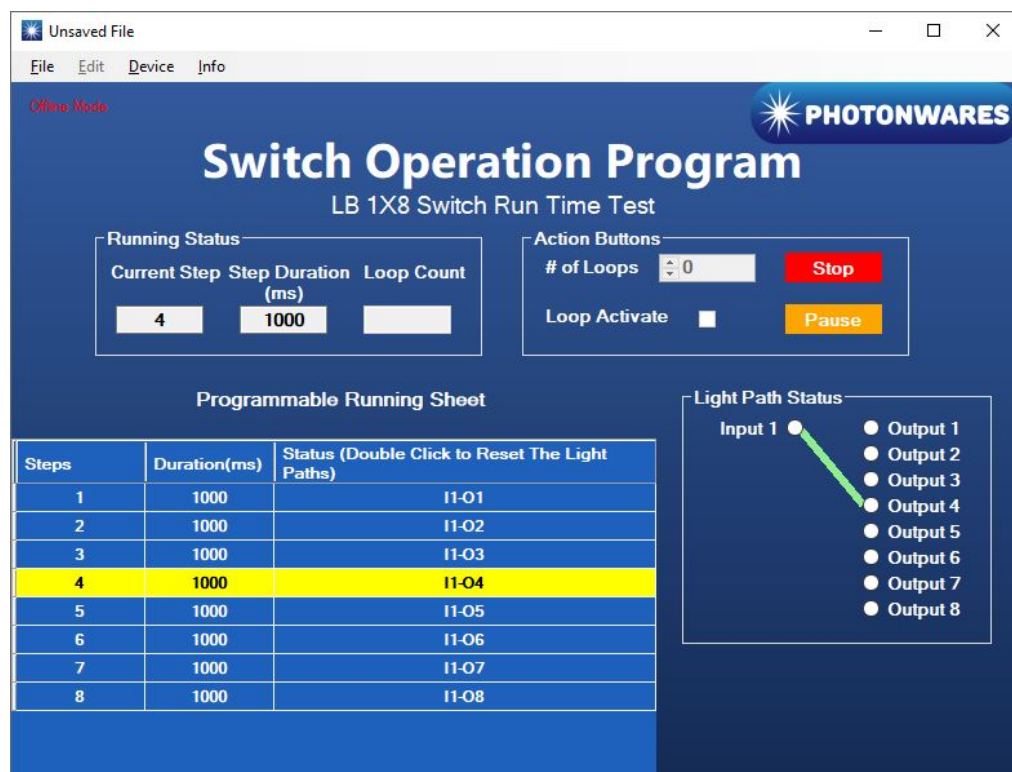 Unsaved File
File Edit Device Info
Offline Mode
PHOTONWARES
Switch Operation Program
LB 1X8 Switch Run Time Test
Running Status
Current Step Step Duration (ms) Loop Count
4 1000
Action Buttons
# of Loops 0 Stop
Loop Activate Pause
Programmable Running Sheet
Steps Duration(ms) Status (Double Click to Reset The Light Paths)
1 1000 I1-O1
2 1000 I1-O2
3 1000 I1-O3
4 1000 I1-O4
5 1000 I1-O5
6 1000 I1-O6
7 1000 I1-O7
8 1000 I1-O8
Light Path Status
Input 1 Output 1
Output 2
Output 3
Output 4
Output 5
Output 6
Output 7
Output 8